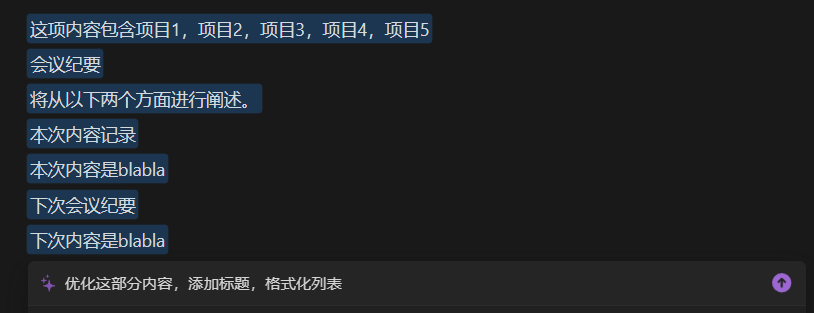 这项内容包含项目1，项目2，项目3，项目4，项目5
会议纪要
将从以下两个方面进行阐述。
本次内容记录
本次内容是blabla
下次会议纪要
下次内容是blabla
优化这部分内容，添加标题，格式化列表